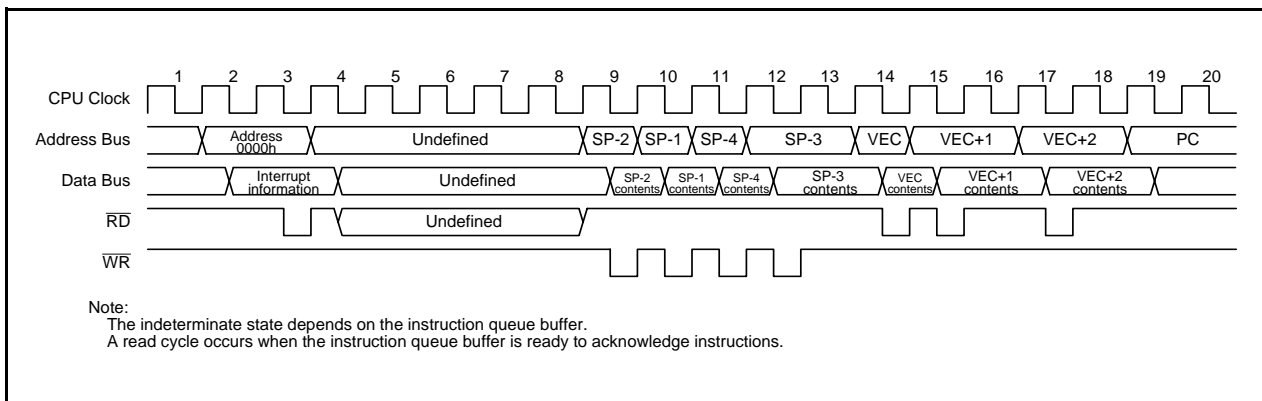 1 2 3 4 5 6 7 8 9 10 11 12 13 14 15 16 17 18 19 20
CPU Clock
Address Bus Address 0000h Undefined SP-2 SP-1 SP-4 SP-3 VEC VEC+1 VEC+2 PC
Data Bus Interrupt information Undefined SP-2 contents SP-1 contents SP-4 contents SP-3 contents VEC contents VEC+1 contents VEC+2 contents
RD Undefined
WR
Note:
The indeterminate state depends on the instruction queue buffer.
A read cycle occurs when the instruction queue buffer is ready to acknowledge instructions.